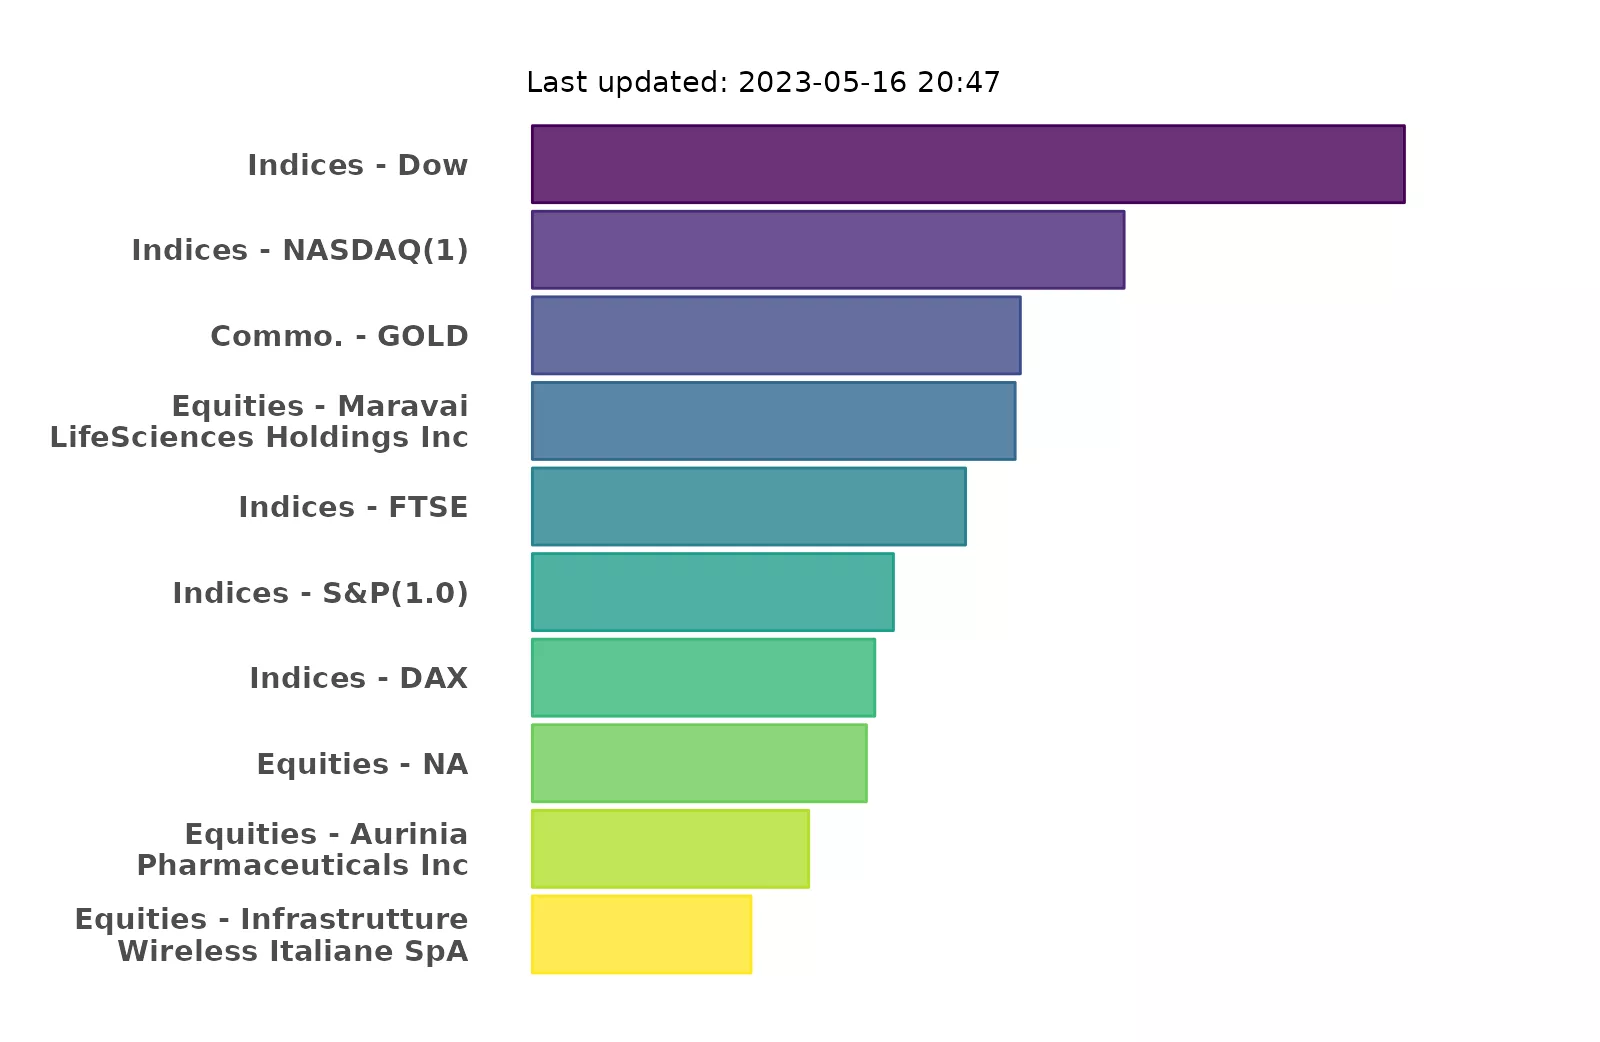 Last updated: 2023-05-16 20:47
Indices - Dow
Indices - NASDAQ(1)
Commo. - GOLD
Equities - Maravai
LifeSciences Holdings Inc
Indices - FTSE
Indices - S&P(1.0)
Indices - DAX
Equities - NA
Equities - Aurinia
Pharmaceuticals Inc
Equities - Infrastrutture
Wireless Italiane SpA